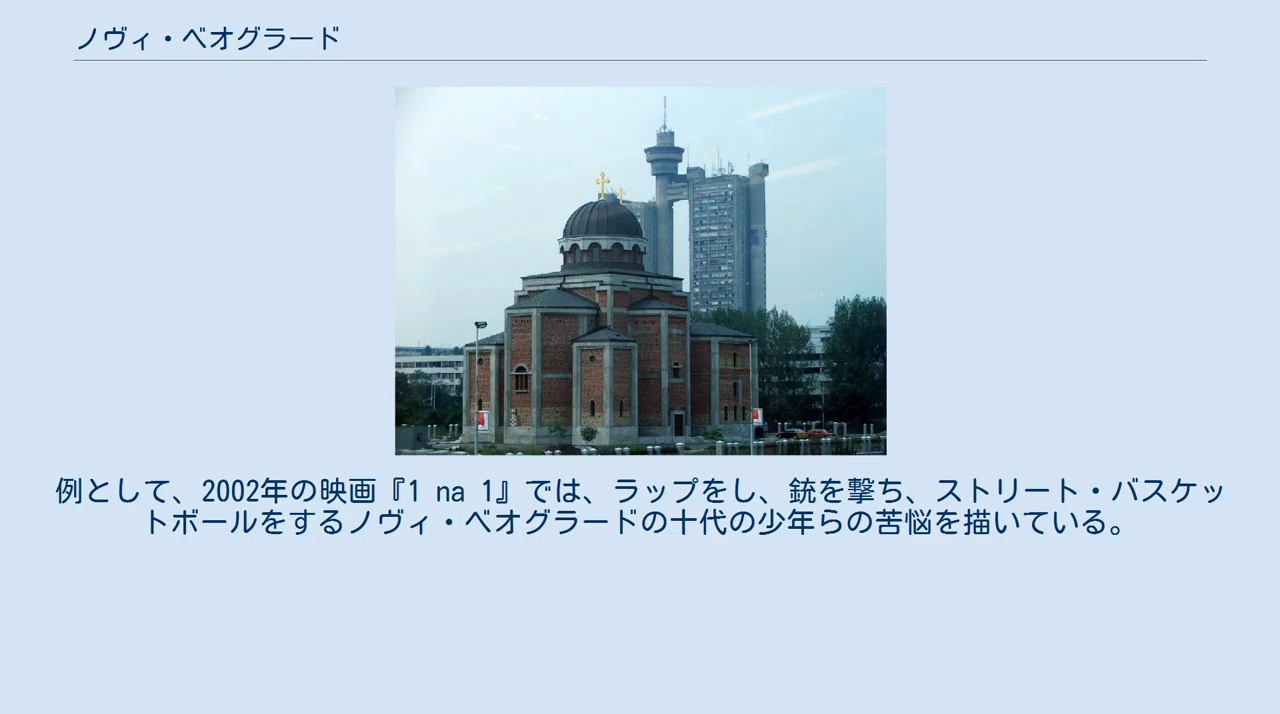 ノヴィ・ベオグラード
例として、2002年の映画『1 na 1』では、ラップをし、銃を撃ち、ストリート・バスケッ
トボールをするノヴィ・ベオグラードの十代の少年らの苦悩を描いている。